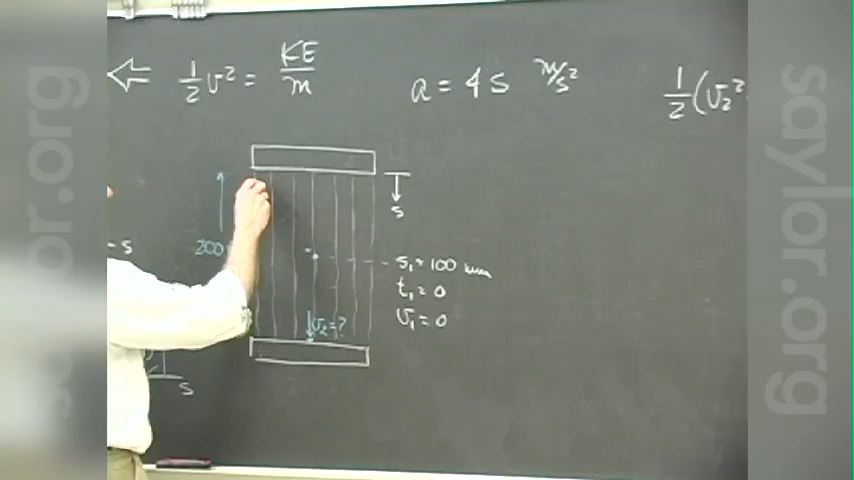 ½v² = KE/m
a = 4s m/s²
½(v₂²
s
200
s₁ = 100 mm
t₁ = 0
v₁ = 0
v₂ = ?
= s
s
saylor.org
saylor.org